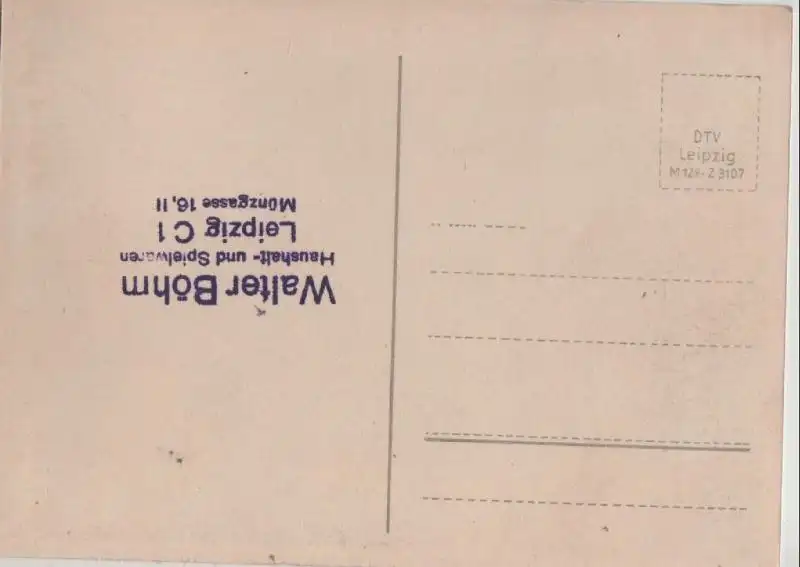 Walter Böhm
Haushalt- und Spielwaren
Leipzig C 1
Münzgasse 16, II
DTV
Leipzig
M 129-Z 3107